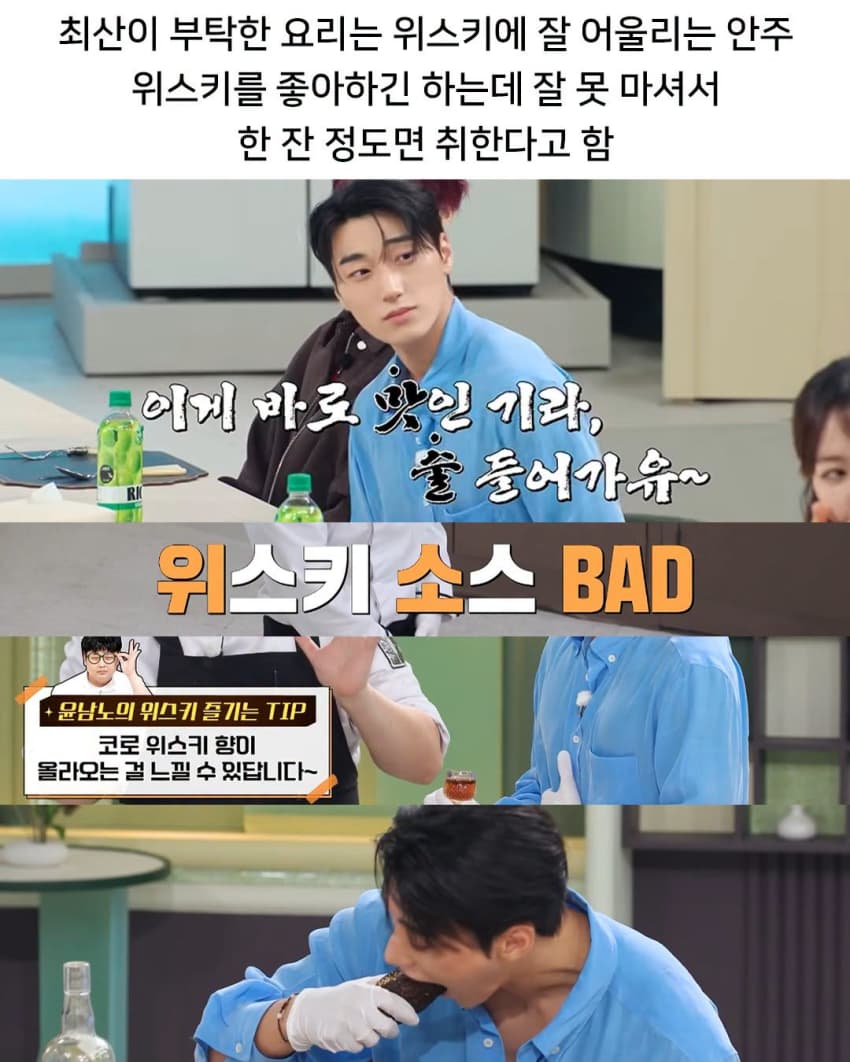 최산이 부탁한 요리는 위스키에 잘 어울리는 안주
위스키를 좋아하긴 하는데 잘 못 마셔서
한 잔 정도면 취한다고 함
이게 바로 맛인 기라,
술 들어가유~
RIC
위스키 소스 BAD
윤남노의 위스키 즐기는 TIP
코로 위스키 향이
올라오는 걸 느낄 수 있답니다~